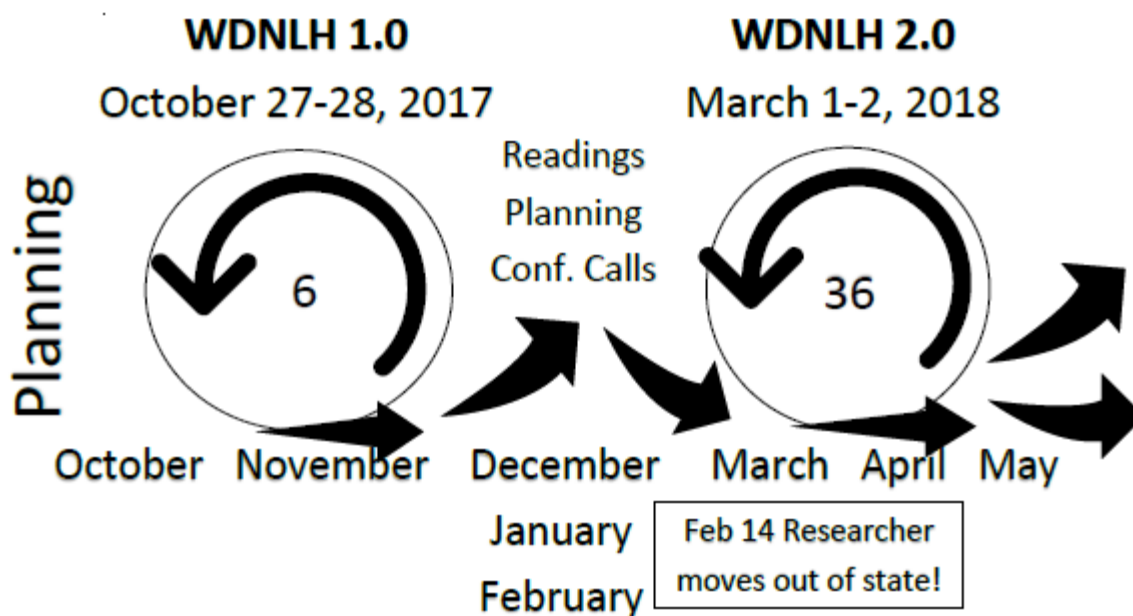 WDNLH 1.0
October 27-28, 2017
WDNLH 2.0
March 1-2, 2018
Planning
6
Readings
Planning
Conf. Calls
36
October November December March April May
January
February
Feb 14 Researcher
moves out of state!